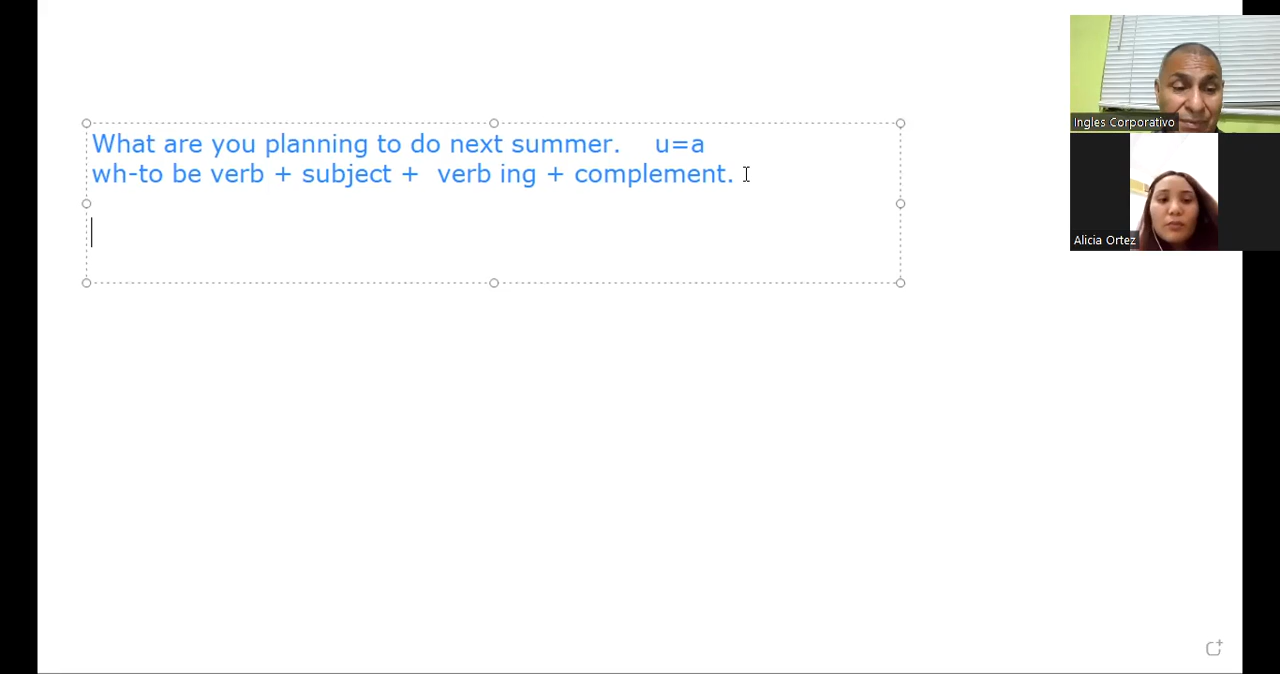 What are you planning to do next summer. u=a
wh-to be verb + subject + verb ing + complement.
Ingles Corporativo
Alicia Ortez